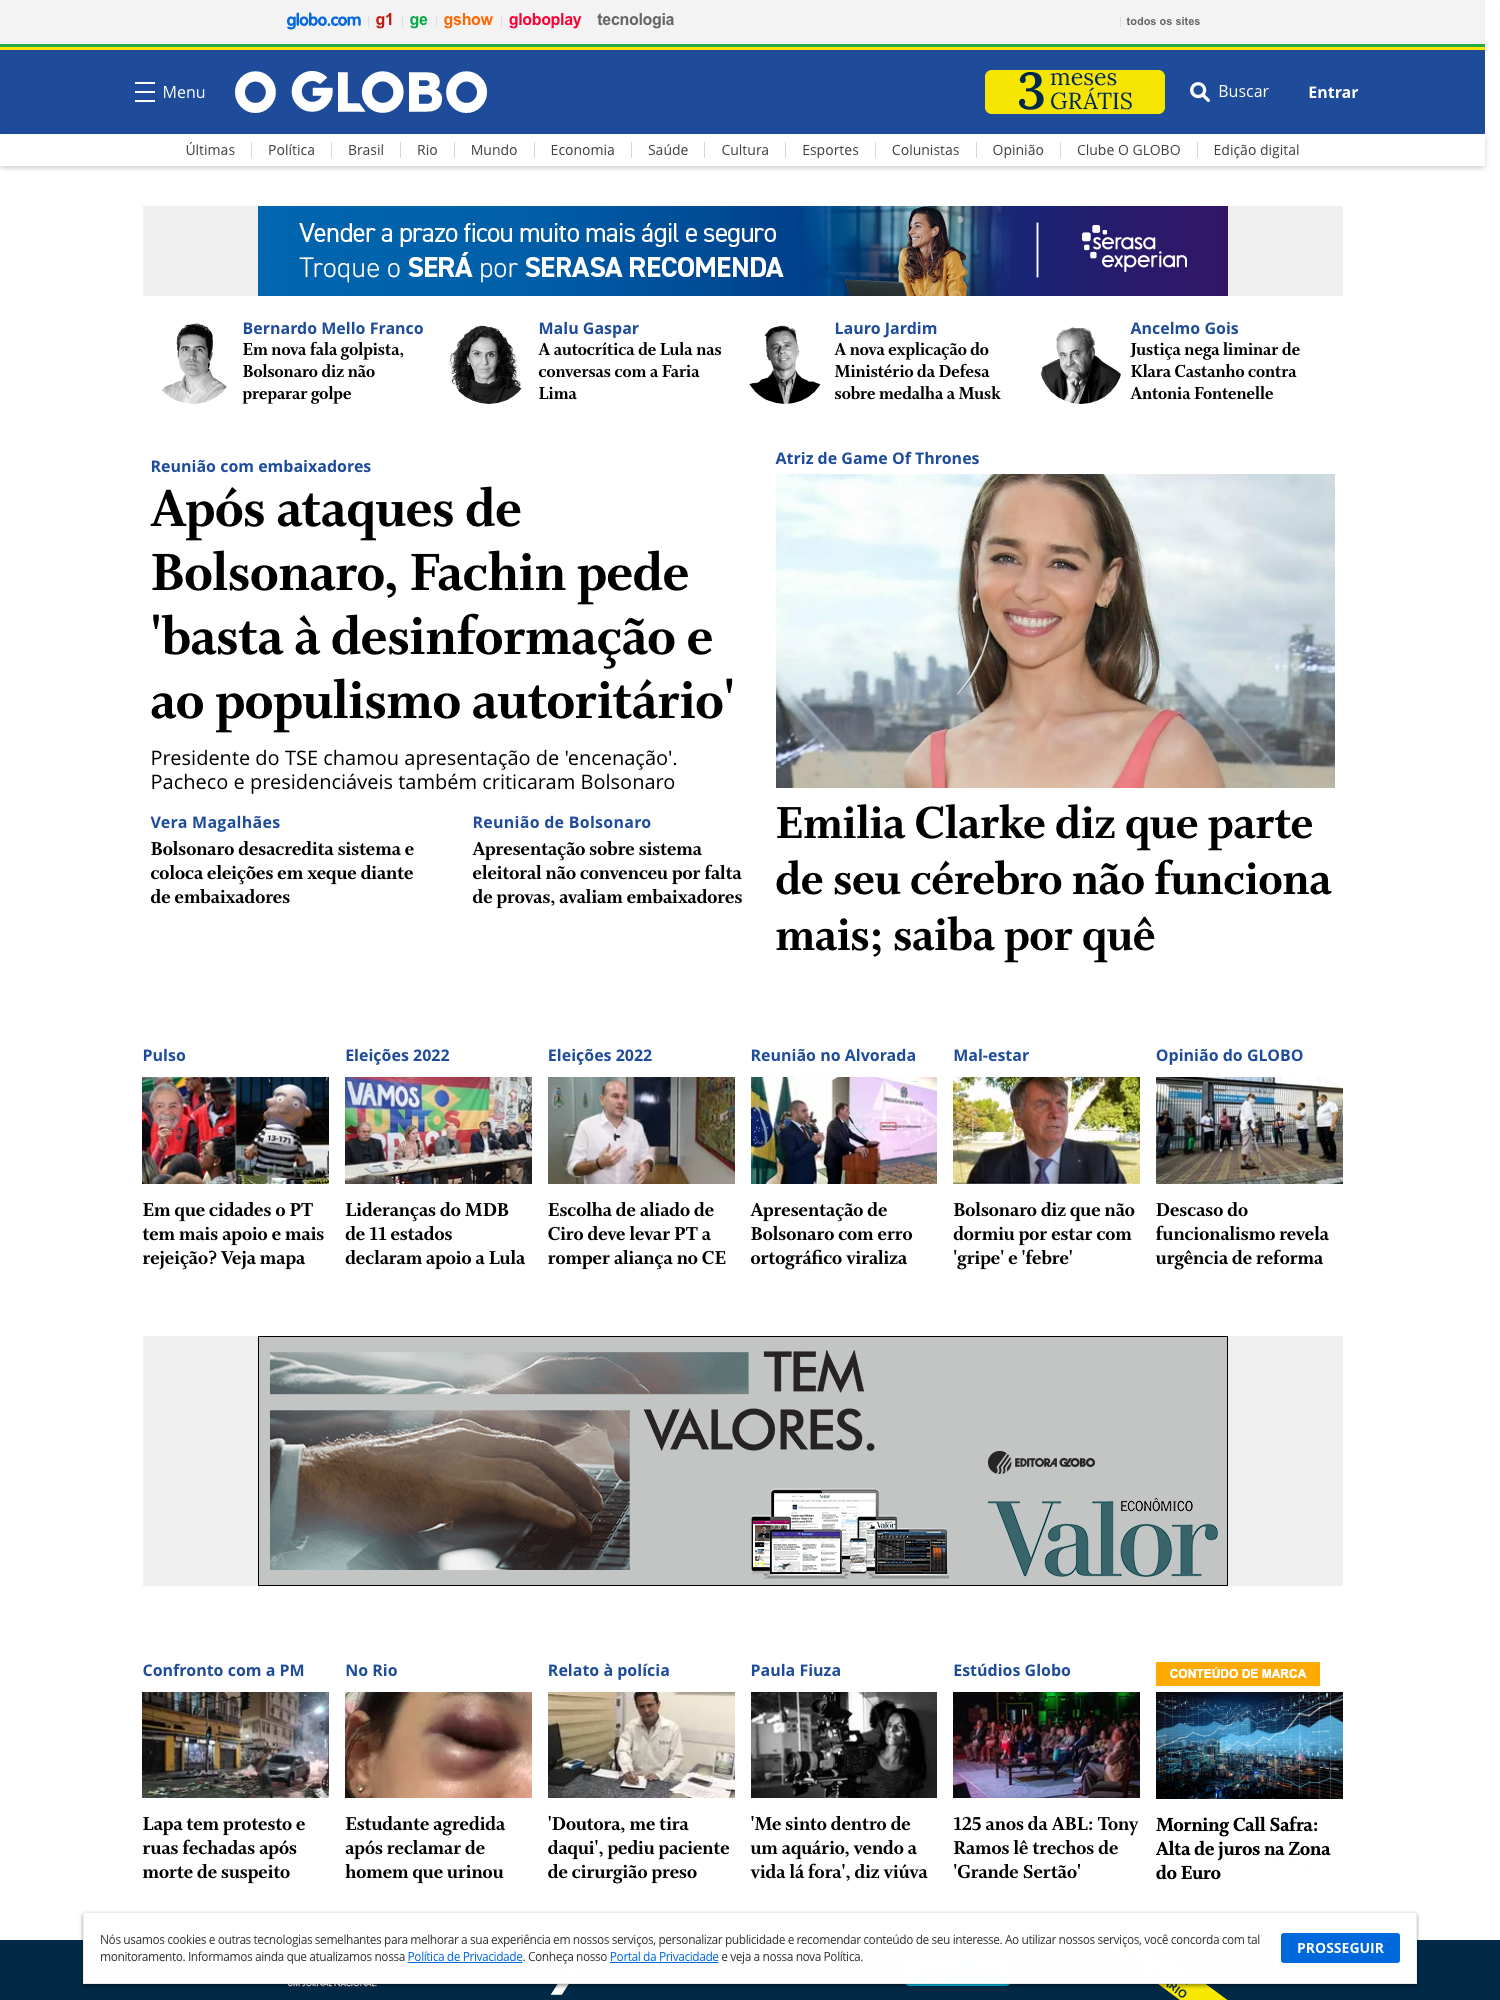 globo.com g1 ge gshow globoplay tecnologia todos os sites
Menu O GLOBO 3 meses GRÁTIS Buscar Entrar
Últimas Política Brasil Rio Mundo Economia Saúde Cultura Esportes Colunistas Opinião Clube O GLOBO Edição digital
Vender a prazo ficou muito mais ágil e seguro
Troque o SERÁ por SERASA RECOMENDA
serasa
experian
Bernardo Mello Franco
Em nova fala golpista,
Bolsonaro diz não
preparar golpe
Malu Gaspar
A autocrítica de Lula nas
conversas com a Faria
Lima
Lauro Jardim
A nova explicação do
Ministério da Defesa
sobre medalha a Musk
Ancelmo Gois
Justiça nega liminar de
Klara Castanho contra
Antonia Fontenelle
Reunião com embaixadores
Após ataques de
Bolsonaro, Fachin pede
'basta à desinformação e
ao populismo autoritário'
Presidente do TSE chamou apresentação de 'encenação'.
Pacheco e presidenciáveis também criticaram Bolsonaro
Vera Magalhães
Bolsonaro desacredita sistema e
coloca eleições em xeque diante
de embaixadores
Reunião de Bolsonaro
Apresentação sobre sistema
eleitoral não convenceu por falta
de provas, avaliam embaixadores
Atriz de Game Of Thrones
Emilia Clarke diz que parte
de seu cérebro não funciona
mais; saiba por quê
Pulso
13-171
Em que cidades o PT
tem mais apoio e mais
rejeição? Veja mapa
Eleições 2022
VAMOS
JUNTOS
Lideranças do MDB
de 11 estados
declaram apoio a Lula
Eleições 2022
Escolha de aliado de
Ciro deve levar PT a
romper aliança no CE
Reunião no Alvorada
Apresentação de
Bolsonaro com erro
ortográfico viraliza
Mal-estar
Bolsonaro diz que não
dormiu por estar com
'gripe' e 'febre'
Opinião do GLOBO
Descaso do
funcionalismo revela
urgência de reforma
TEM
VALORES.
EDITORA GLOBO
Valor
ECONÔMICO
Valor
Confronto com a PM
Lapa tem protesto e
ruas fechadas após
morte de suspeito
No Rio
Estudante agredida
após reclamar de
homem que urinou
Relato à polícia
'Doutora, me tira
daqui', pediu paciente
de cirurgião preso
Paula Fiuza
'Me sinto dentro de
um aquário, vendo a
vida lá fora', diz viúva
Estúdios Globo
125 anos da ABL: Tony
Ramos lê trechos de
'Grande Sertão'
CONTEÚDO DE MARCA
Morning Call Safra:
Alta de juros na Zona
do Euro
Nós usamos cookies e outras tecnologias semelhantes para melhorar a sua experiência em nossos serviços, personalizar publicidade e recomendar conteúdo de seu interesse. Ao utilizar nossos serviços, você concorda com tal
monitoramento. Informamos ainda que atualizamos nossa Política de Privacidade. Conheça nosso Portal da Privacidade e veja a nossa nova Política.
PROSSEGUIR
UM JORNAL NACIONAL